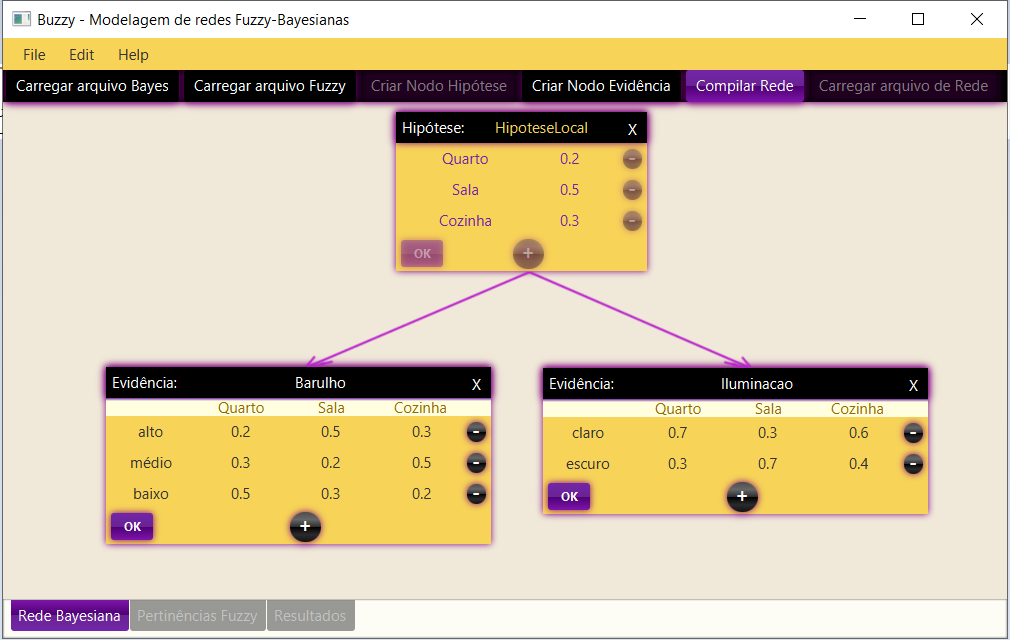 Buzzy - Modelagem de redes Fuzzy-Bayesianas
File Edit Help
Carregar arquivo Bayes Carregar arquivo Fuzzy Criar Nodo Hipótese Criar Nodo Evidência Compilar Rede Carregar arquivo de Rede
Hipótese: HipoteseLocal X
Quarto 0.2 -
Sala 0.5 -
Cozinha 0.3 -
OK +
Evidência: Barulho X
Quarto Sala Cozinha
alto 0.2 0.5 0.3 -
médio 0.3 0.2 0.5 -
baixo 0.5 0.3 0.2 -
OK +
Evidência: Iluminacao X
Quarto Sala Cozinha
claro 0.7 0.3 0.6 -
escuro 0.3 0.7 0.4 -
OK +
Rede Bayesiana Pertinências Fuzzy Resultados